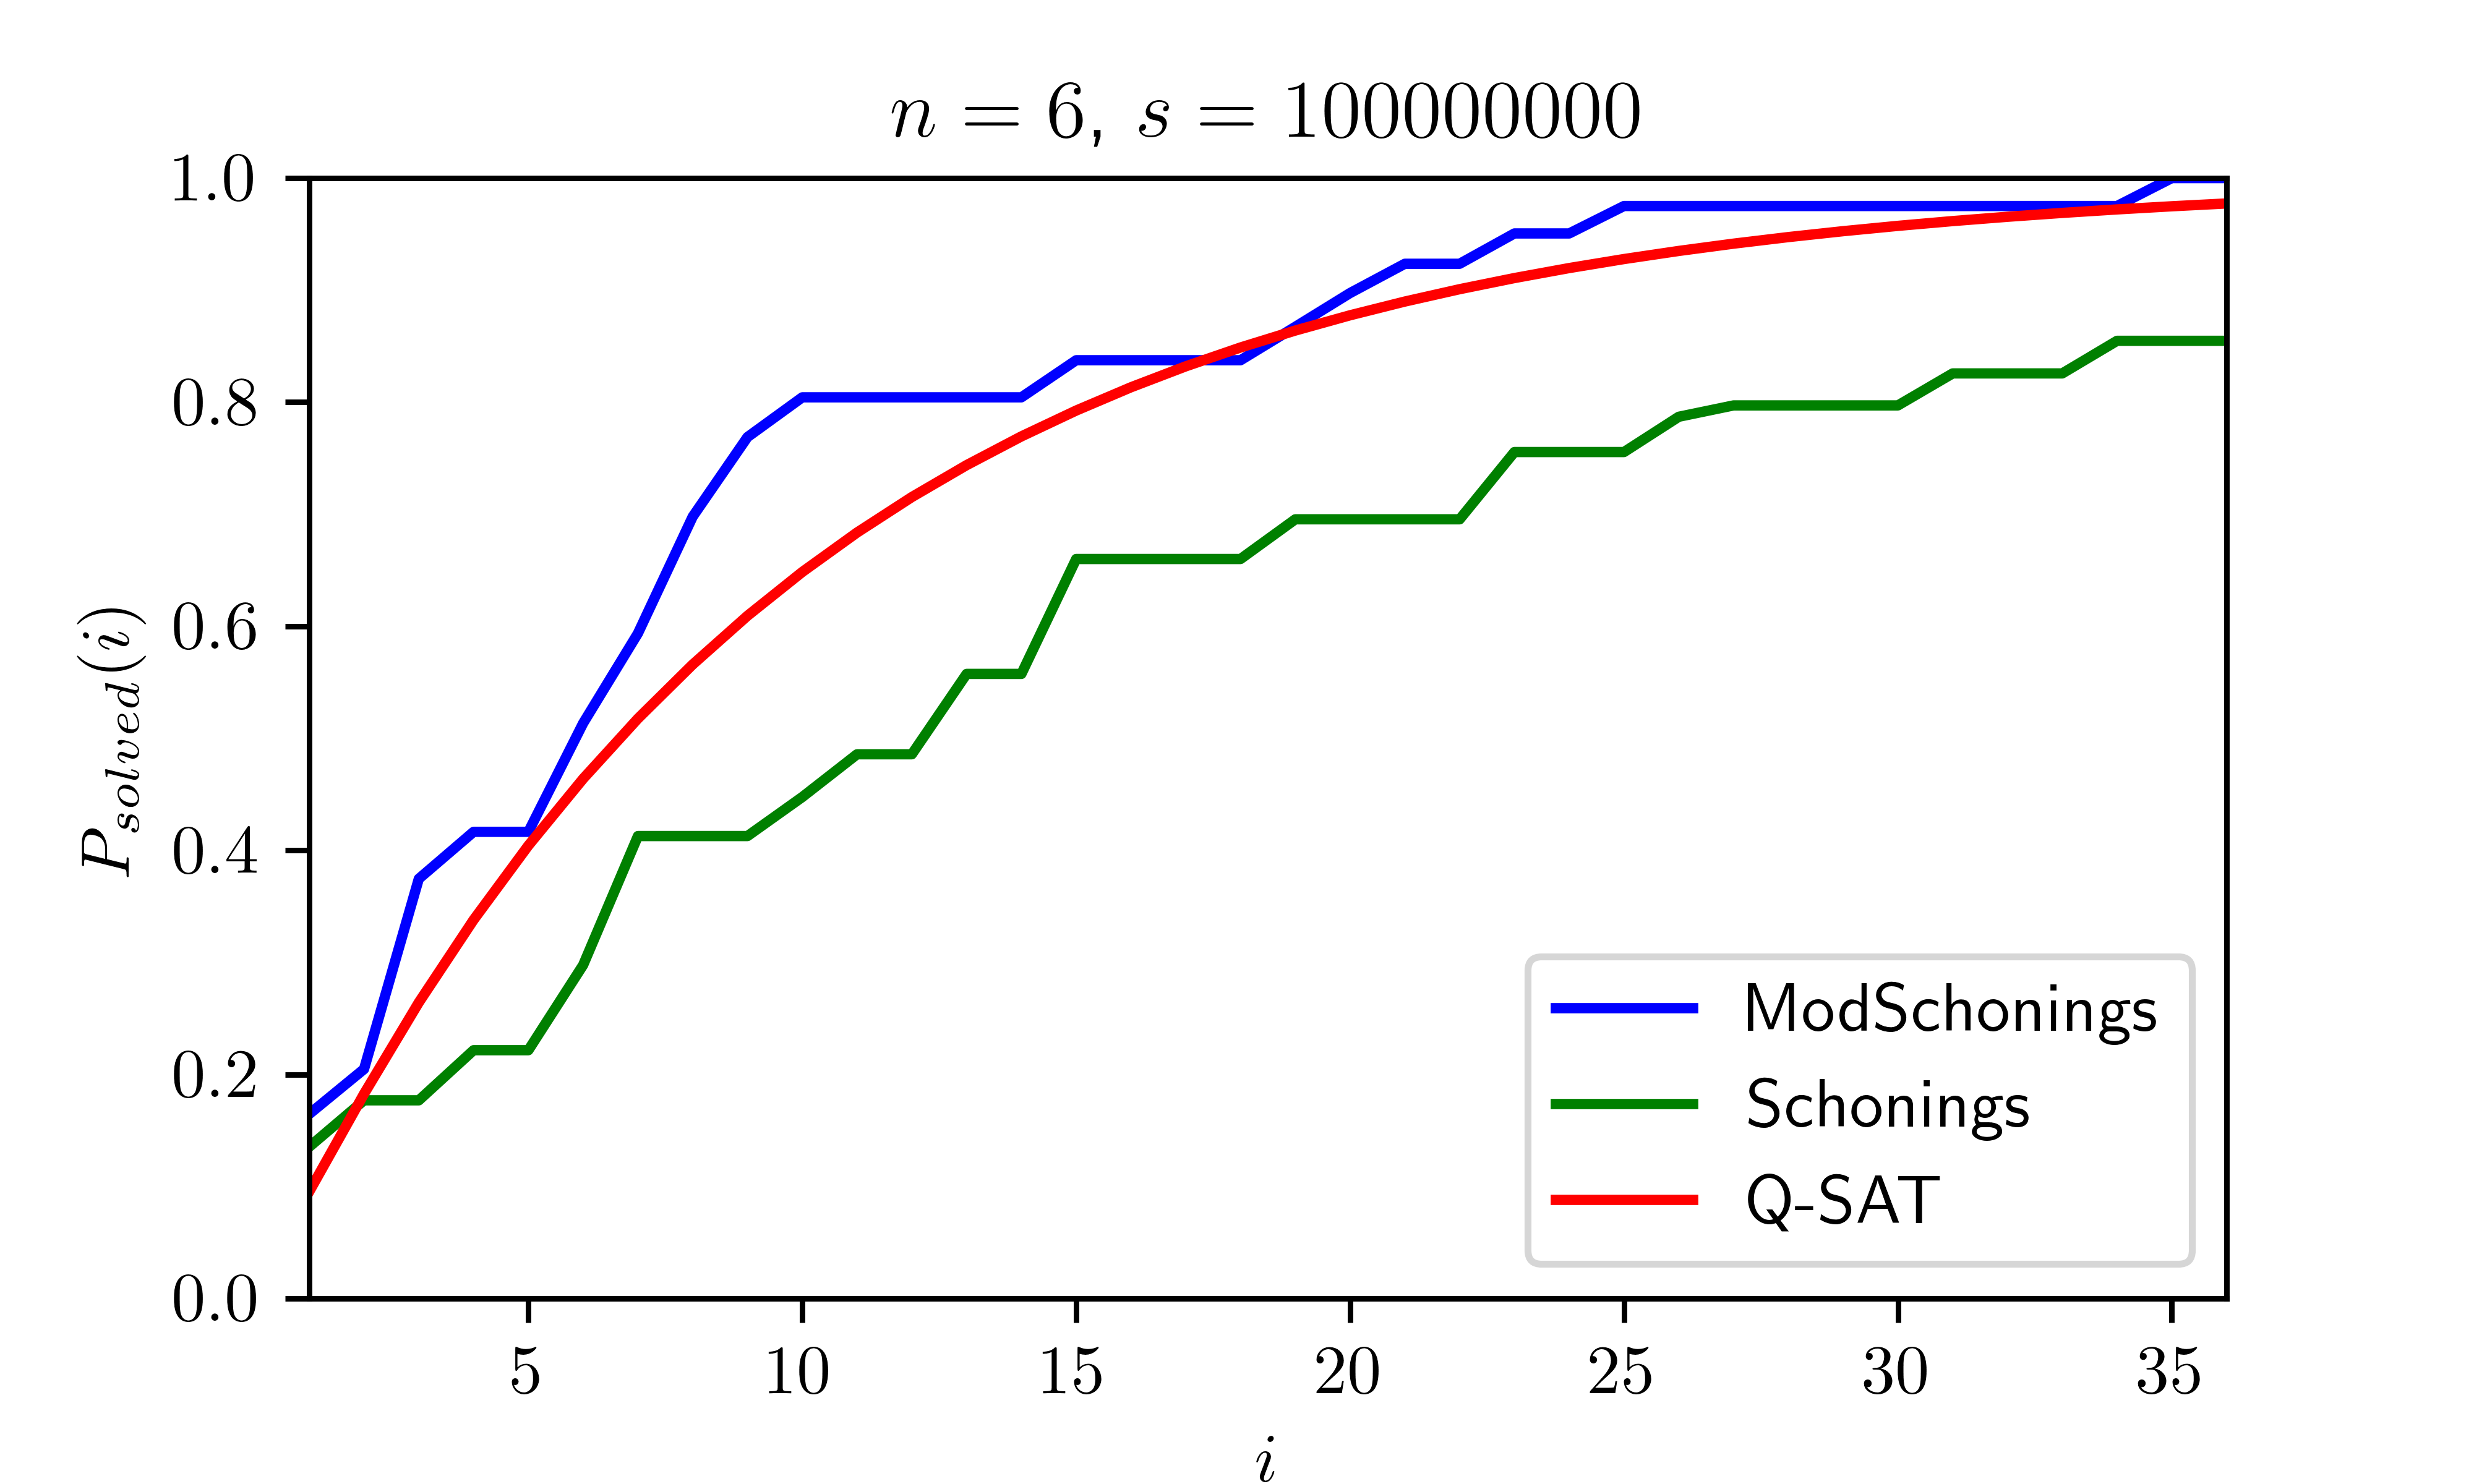 n = 6, s = 100000000
1.0
0.8
0.6
0.4
0.2
0.0
P_solved(i)
5 10 15 20 25 30 35
i
ModSchonings
Schonings
Q-SAT